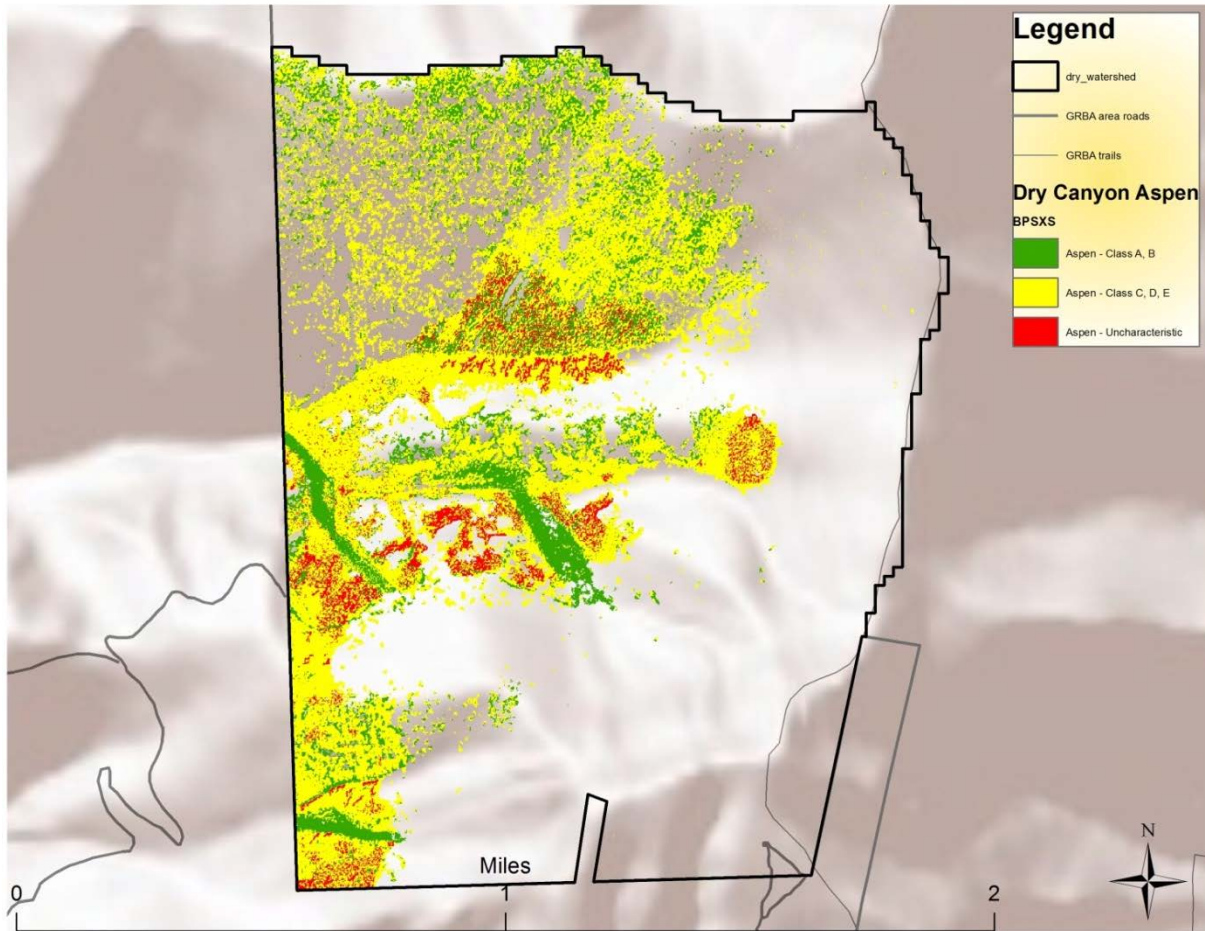 Legend
dry_watershed
GRBA area roads
GRBA trails
Dry Canyon Aspen
BPSXS
Aspen - Class A, B
Aspen - Class C, D, E
Aspen - Uncharacteristic
Miles
0
1
2
N